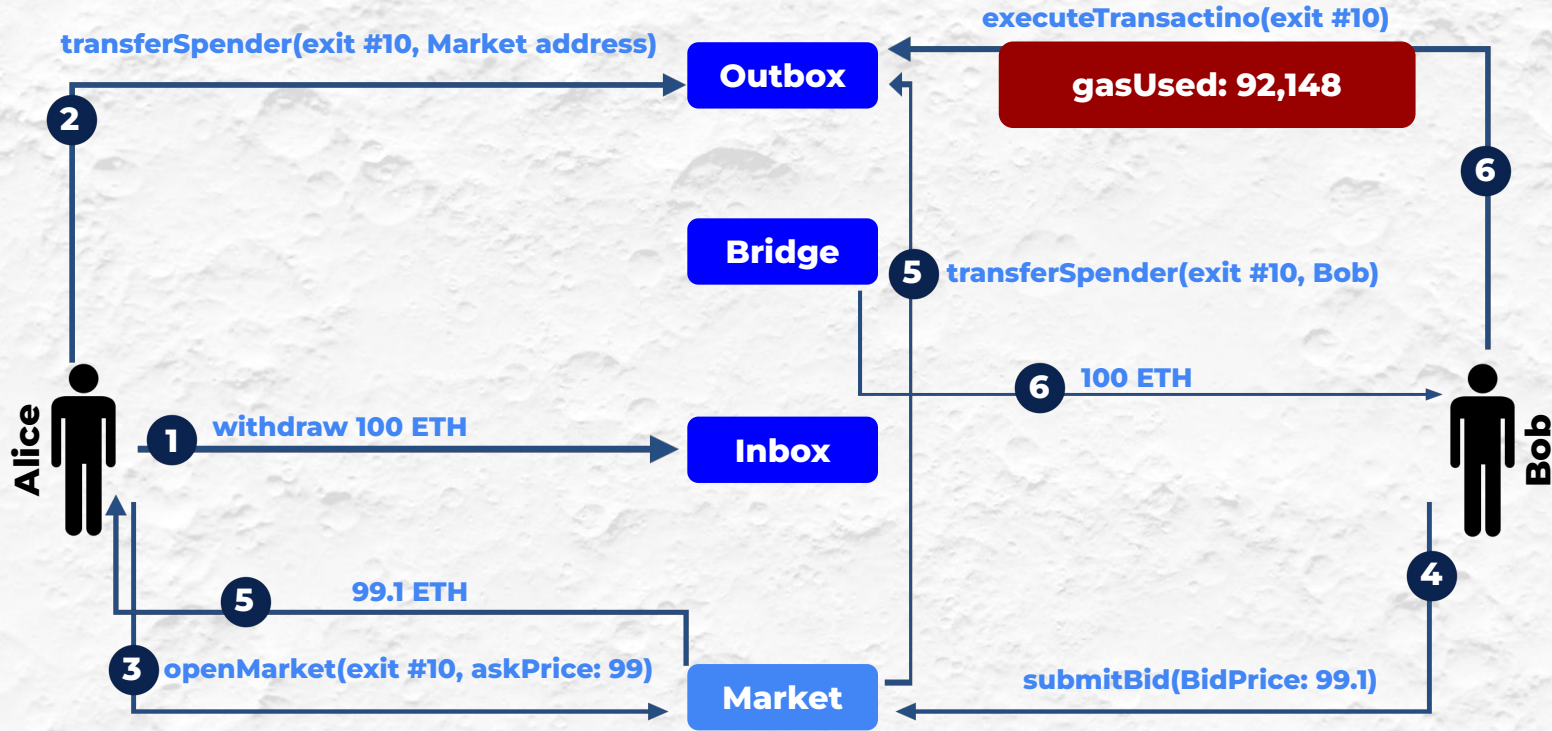 executeTransactino(exit #10)
transferSpender(exit #10, Market address)
Outbox
gasUsed: 92,148
2
6
Bridge
5
transferSpender(exit #10, Bob)
6
100 ETH
Alice
1
withdraw 100 ETH
Inbox
Bob
4
5
99.1 ETH
3
openMarket(exit #10, askPrice: 99)
Market
submitBid(BidPrice: 99.1)